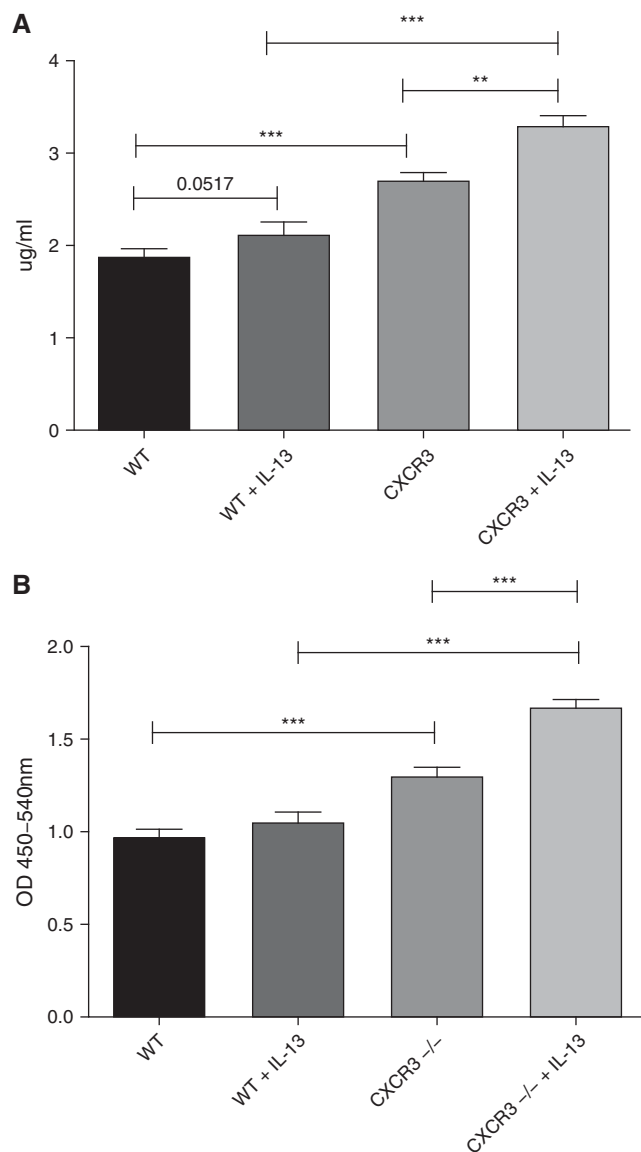 A
***
**
***
0.0517
4
3
2
1
0
ug/ml
WT
WT + IL-13
CXCR3
CXCR3 + IL-13
B
***
***
***
2.0
1.5
1.0
0.5
0.0
OD 450–540nm
WT
WT + IL-13
CXCR3 –/–
CXCR3 –/– + IL-13